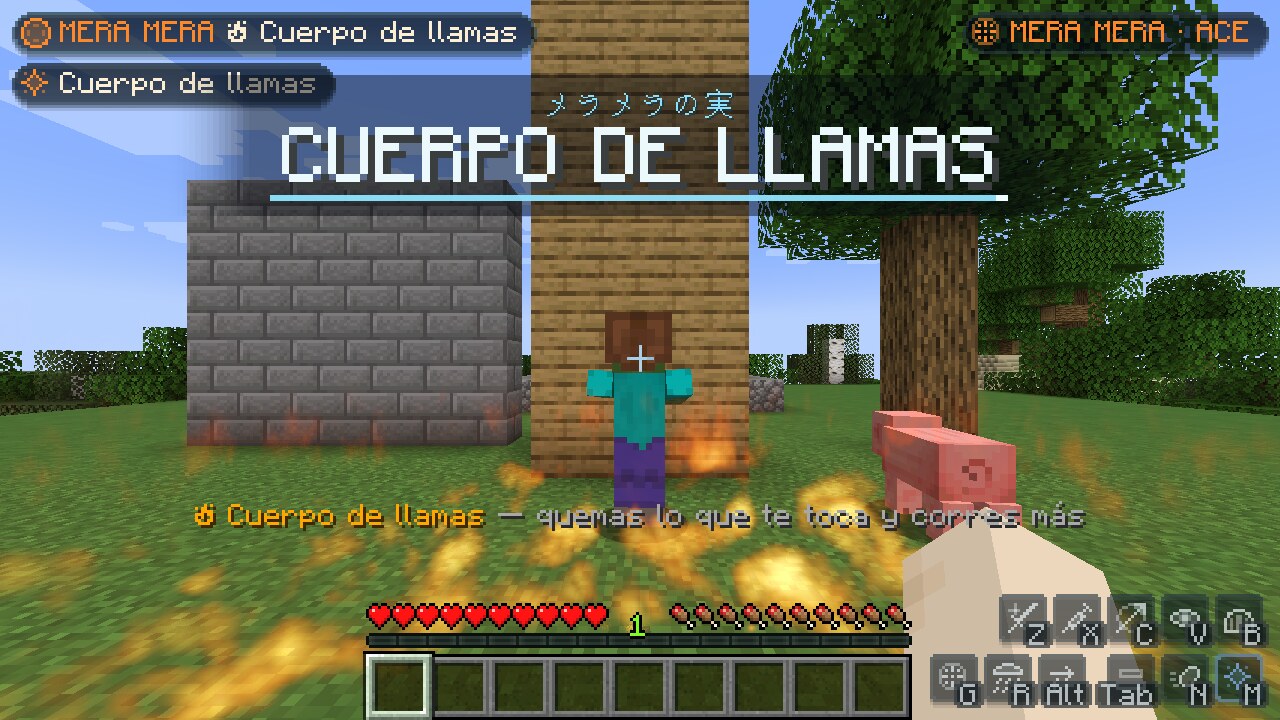 MERA MERA Cuerpo de llamas
MERA MERA · ACE
Cuerpo de llamas
メラメラの実
CUERPO DE LLAMAS
Cuerpo de llamas — quemas lo que te toca y corres más
1
Z X C V B
G R Alt Tab N M